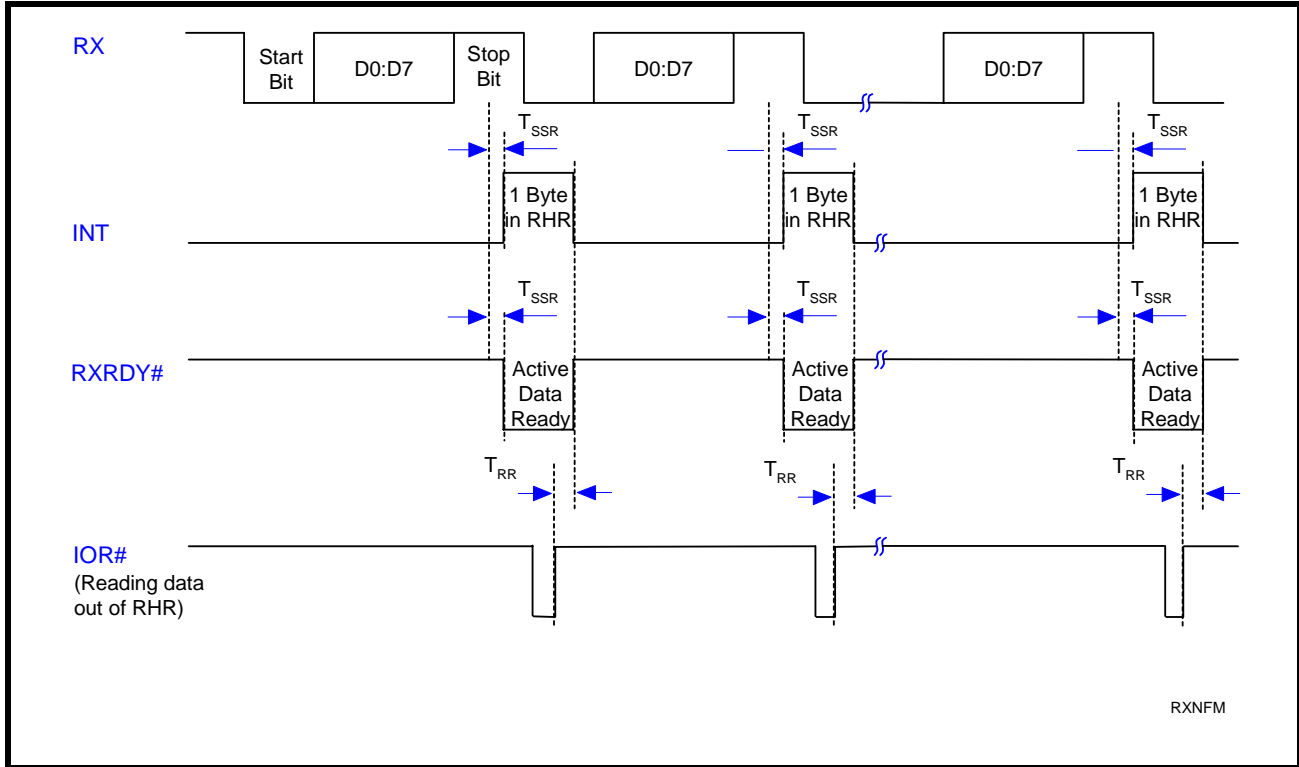 RX
Start
Bit
D0:D7
Stop
Bit
D0:D7
D0:D7
TSSR
TSSR
TSSR
INT
1 Byte
in RHR
1 Byte
in RHR
1 Byte
in RHR
TSSR
TSSR
TSSR
RXRDY#
Active
Data
Ready
Active
Data
Ready
Active
Data
Ready
TRR
TRR
TRR
IOR#
(Reading data
out of RHR)
RXNFM